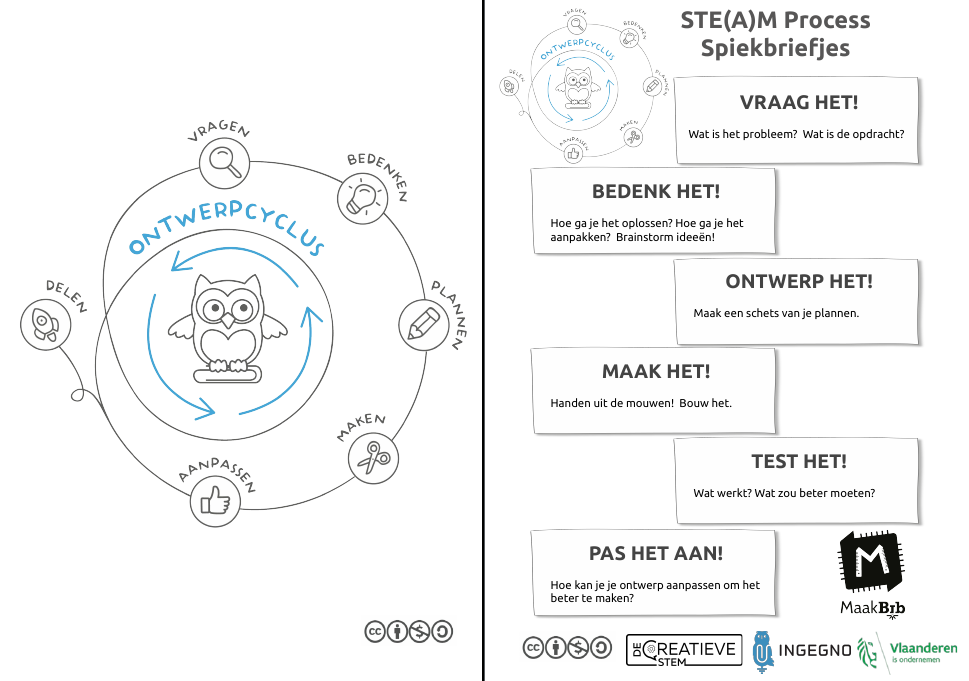 VRAGEN
BEDENKEN
ONTWERPCYCLUS
DELEN
PLANNEN
MAKEN
AANPASSEN
cc
STE(A)M Process
Spiekbriefjes
VRAGEN
BEDENKEN
ONTWERPCYCLUS
DELEN
PLANNEN
MAKEN
AANPASSEN
VRAAG HET!
Wat is het probleem? Wat is de opdracht?
BEDENK HET!
Hoe ga je het oplossen? Hoe ga je het
aanpakken? Brainstorm ideeën!
ONTWERP HET!
Maak een schets van je plannen.
MAAK HET!
Handen uit de mouwen! Bouw het.
TEST HET!
Wat werkt? Wat zou beter moeten?
PAS HET AAN!
Hoe kan je je ontwerp aanpassen om het
beter te maken?
M
MaakBib
cc
DE CREATIEVE
STEM
INGEGNO
Vlaanderen
is ondernemen